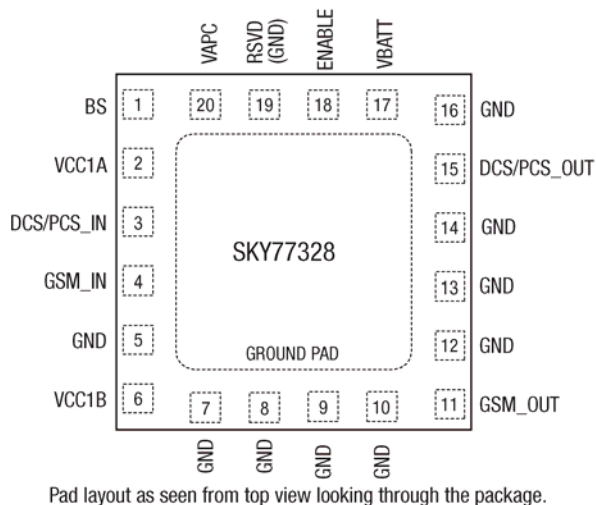 VAPC
RSVD
(GND)
ENABLE
VBATT
BS 1 20 19 18 17 16 GND
VCC1A 2 15 DCS/PCS_OUT
DCS/PCS_IN 3 14 GND
SKY77328
GSM_IN 4 13 GND
GND 5 GROUND PAD 12 GND
VCC1B 6 7 8 9 10 11 GSM_OUT
GND GND GND GND
Pad layout as seen from top view looking through the package.